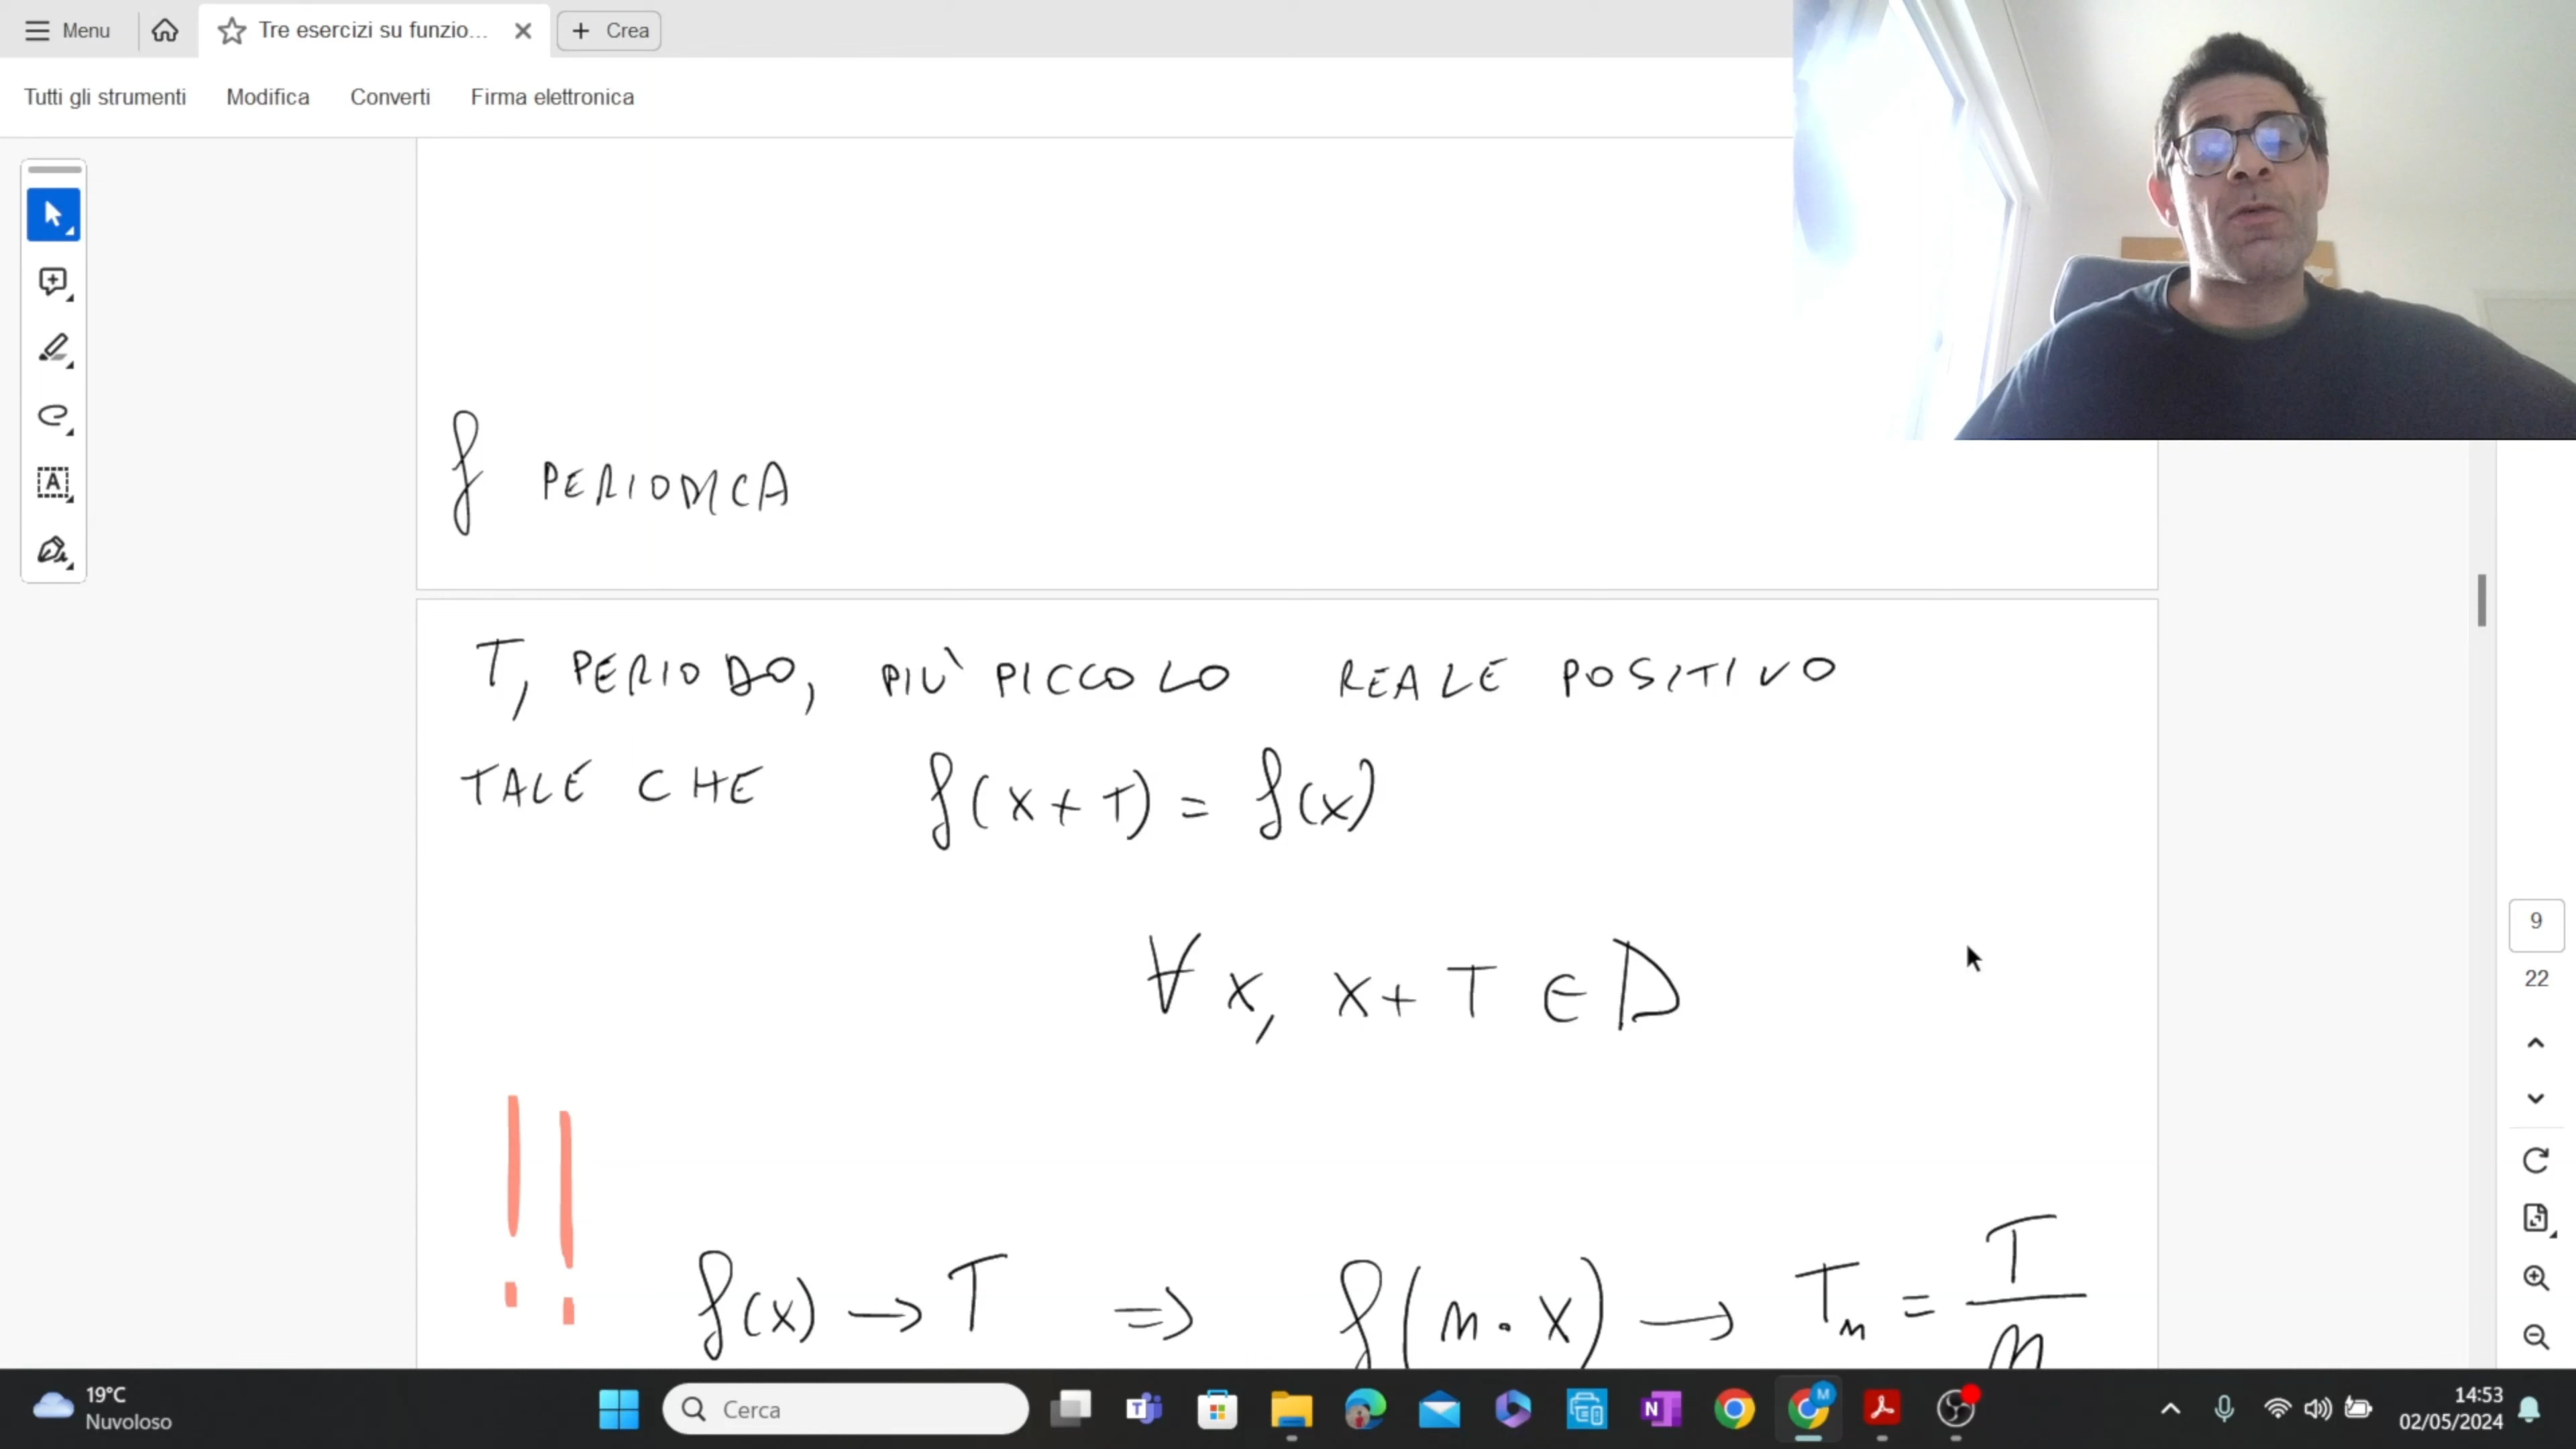 Menu
Tre esercizi su funzio...
Crea
Tutti gli strumenti Modifica Converti Firma elettronica
f PERIODICA
T, PERIODO, PIÙ PICCOLO REALE POSITIVO
TALE CHE f(x+T) = f(x)
∀ x, x+T ∈ D
!!
f(x) → T ⇒ f(n·x) → Tn = T/n
9
22
19°C
Nuvoloso
Cerca
14:53
02/05/2024